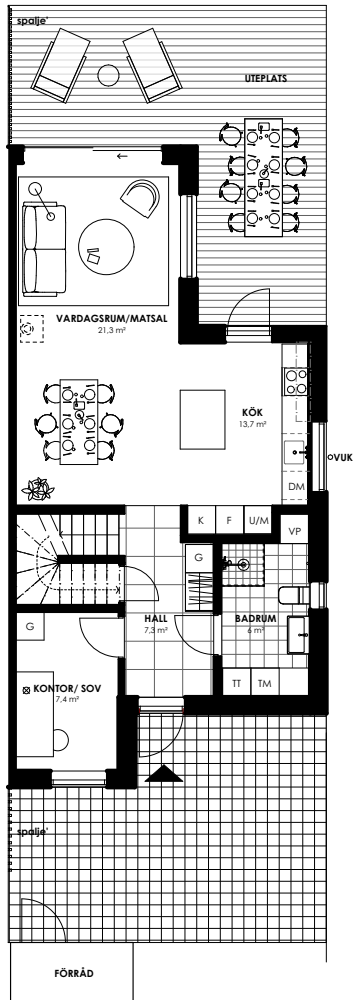 spalje'
UTEPLATS
VARDAGSRUM/MATSAL
21,3 m²
KÖK
13,7 m²
VUK
DM
K F U/M
VP
G
HALL
7,3 m²
BADRUM
6 m²
G
KONTOR/ SOV
7,4 m²
TT TM
spalje'
FÖRRÅD